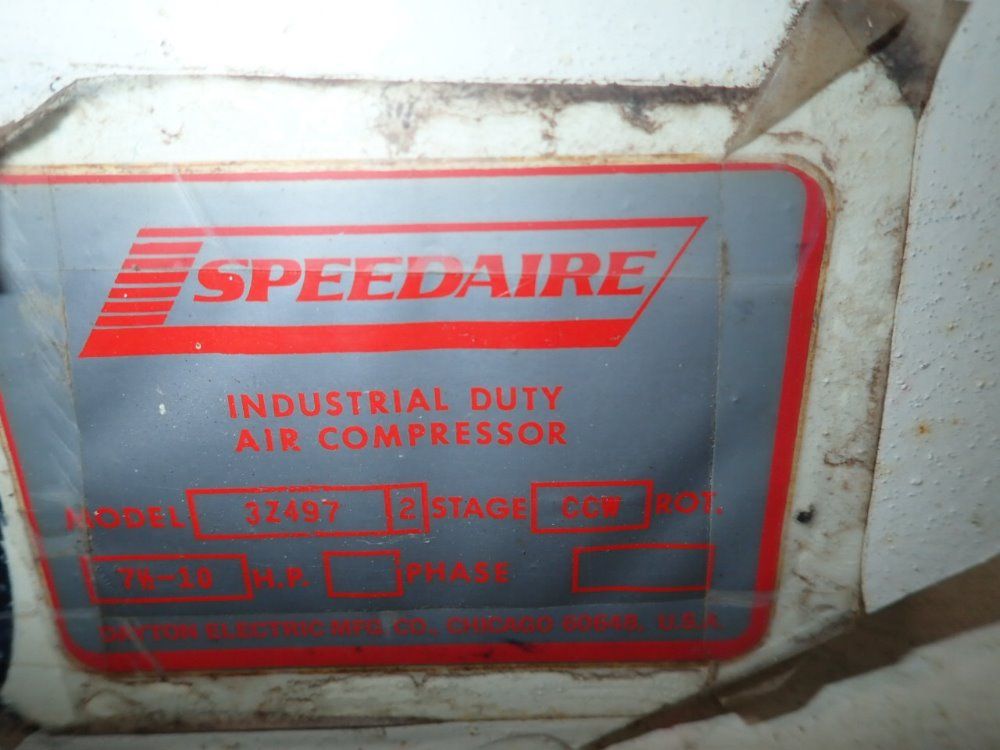 SPEEDAIRE
INDUSTRIAL DUTY
AIR COMPRESSOR
MODEL 3Z497 2 STAGE CCW ROT.
7½-10 H.P. PHASE
DAYTON ELECTRIC MFG. CO., CHICAGO 60648, U.S.A.